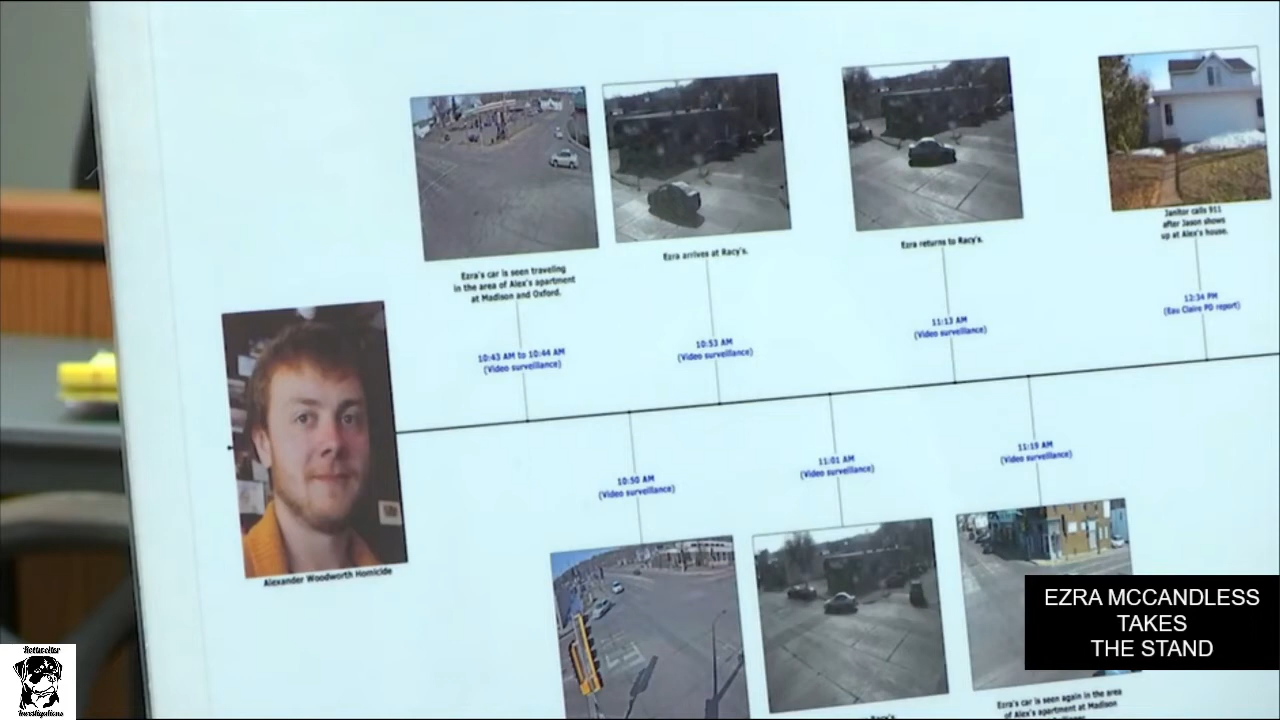 Ezra's car is seen traveling
in the area of Alex's apartment
at Madison and Oxford.
10:43 AM to 10:44 AM
(Video surveillance)
Ezra arrives at Racy's.
10:53 AM
(Video surveillance)
Ezra returns to Racy's.
11:13 AM
(Video surveillance)
Janitor calls 911
after Jason shows
up at Alex's house.
12:34 PM
(Eau Claire PD report)
Alexander Woodworth Homicide
10:50 AM
(Video surveillance)
11:01 AM
(Video surveillance)
11:19 AM
(Video surveillance)
Racy's.
Ezra's car is seen again in the area
of Alex's apartment at Madison
EZRA MCCANDLESS
TAKES
THE STAND
Rottweiler
Investigations